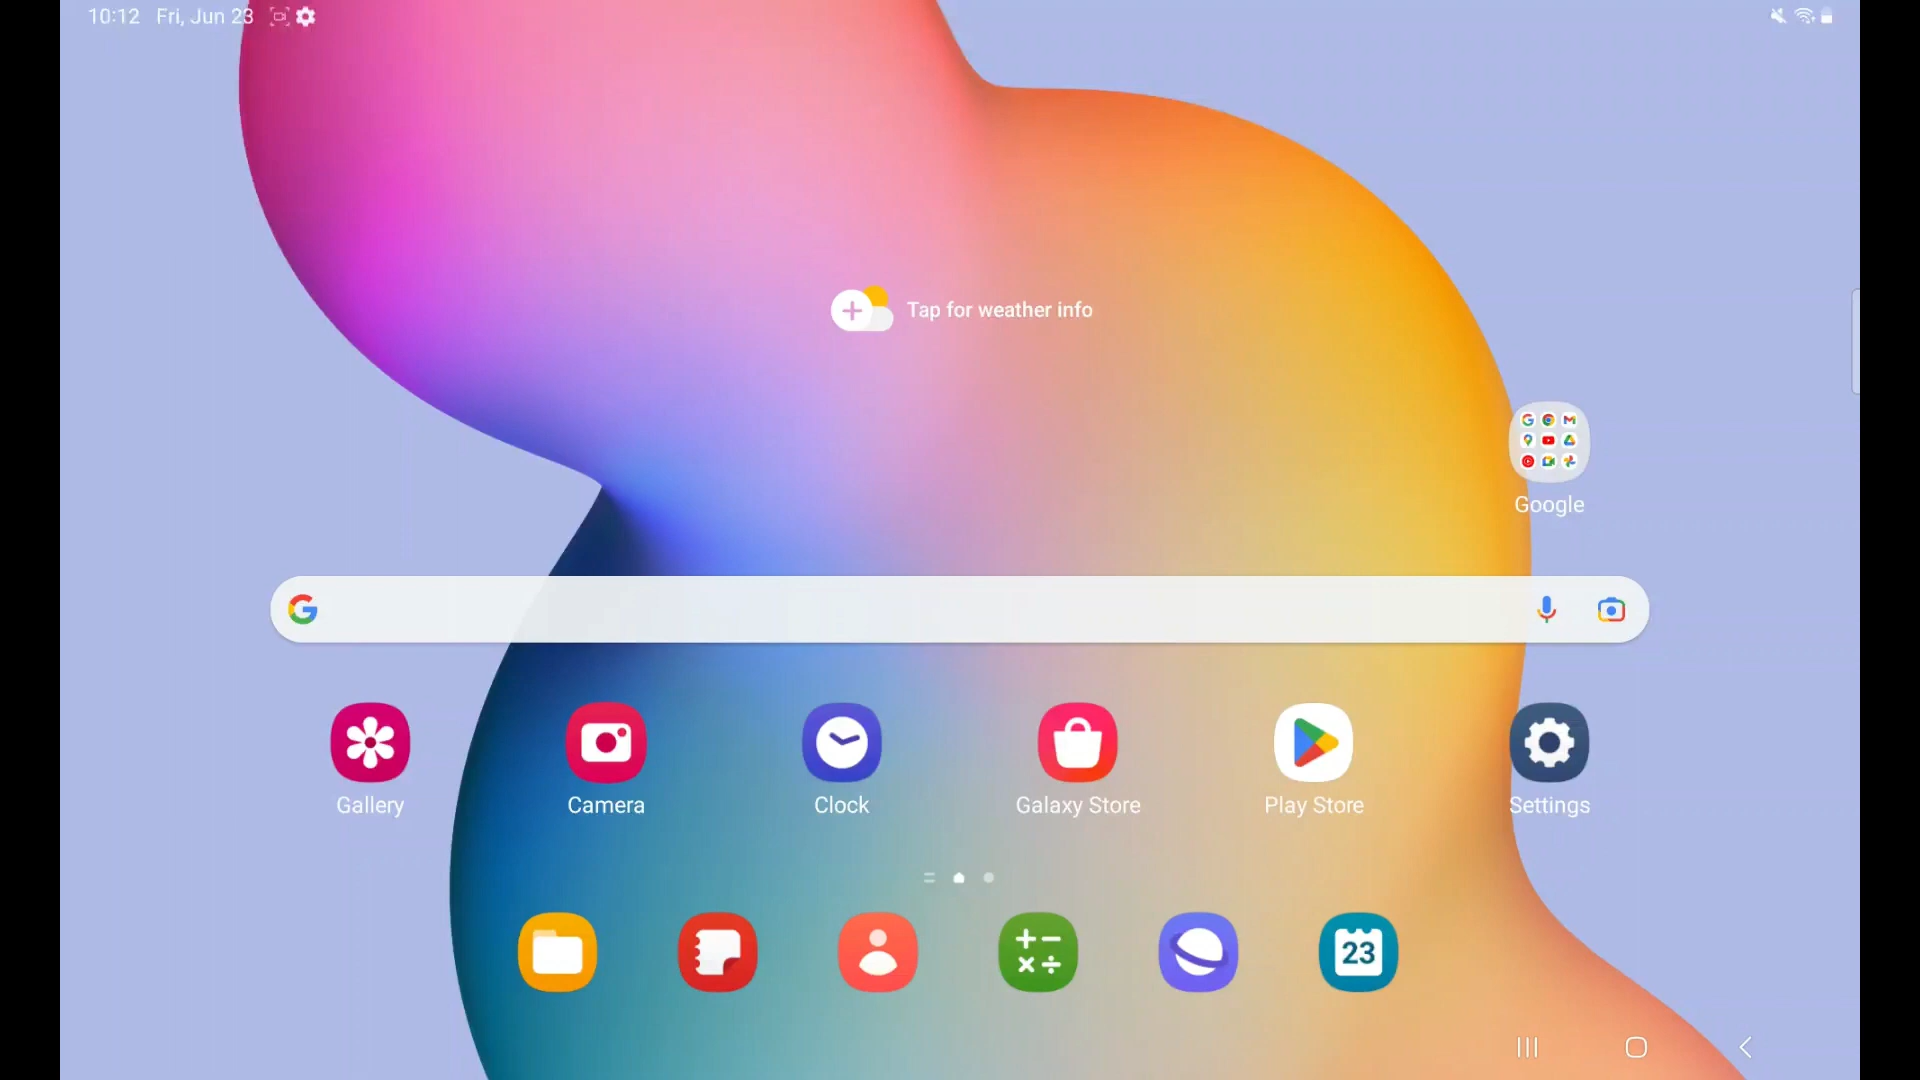 10:12 Fri, Jun 23
Tap for weather info
Google
Gallery
Camera
Clock
Galaxy Store
Play Store
Settings
23